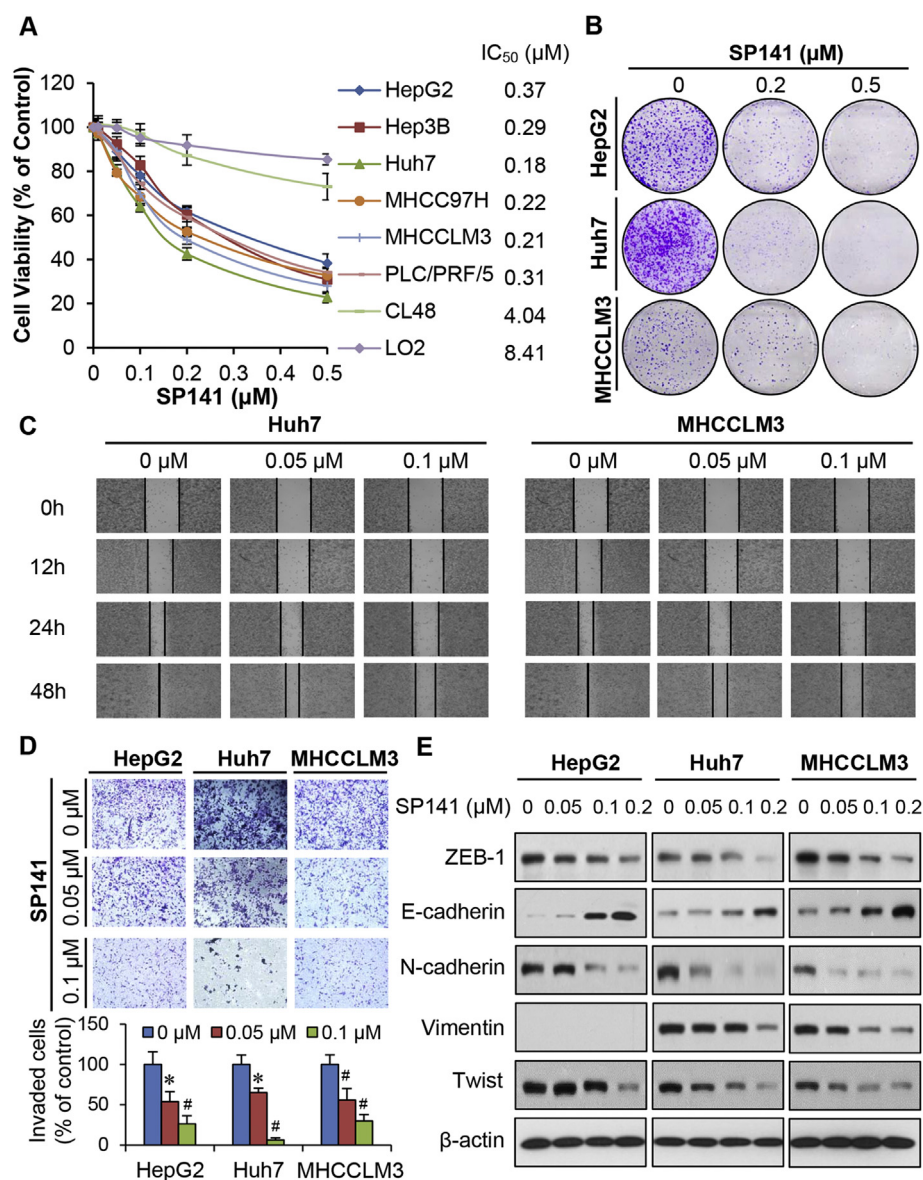 A
IC50 (µM)
120
100
80
60
40
20
0
Cell Viability (% of Control)
0 0.1 0.2 0.3 0.4 0.5
SP141 (µM)
HepG2 0.37
Hep3B 0.29
Huh7 0.18
MHCC97H 0.22
MHCCLM3 0.21
PLC/PRF/5 0.31
CL48 4.04
LO2 8.41
B
SP141 (µM)
0 0.2 0.5
HepG2
Huh7
MHCCLM3
C
Huh7
0 µM 0.05 µM 0.1 µM
MHCCLM3
0 µM 0.05 µM 0.1 µM
0h
12h
24h
48h
D
HepG2 Huh7 MHCCLM3
SP141
0 µM
0.05 µM
0.1 µM
Invaded cells
(% of control)
150
100
50
0
0 µM 0.05 µM 0.1 µM
* # * # # #
HepG2 Huh7 MHCCLM3
E
HepG2 Huh7 MHCCLM3
SP141 (µM) 0 0.05 0.1 0.2 0 0.05 0.1 0.2 0 0.05 0.1 0.2
ZEB-1
E-cadherin
N-cadherin
Vimentin
Twist
β-actin